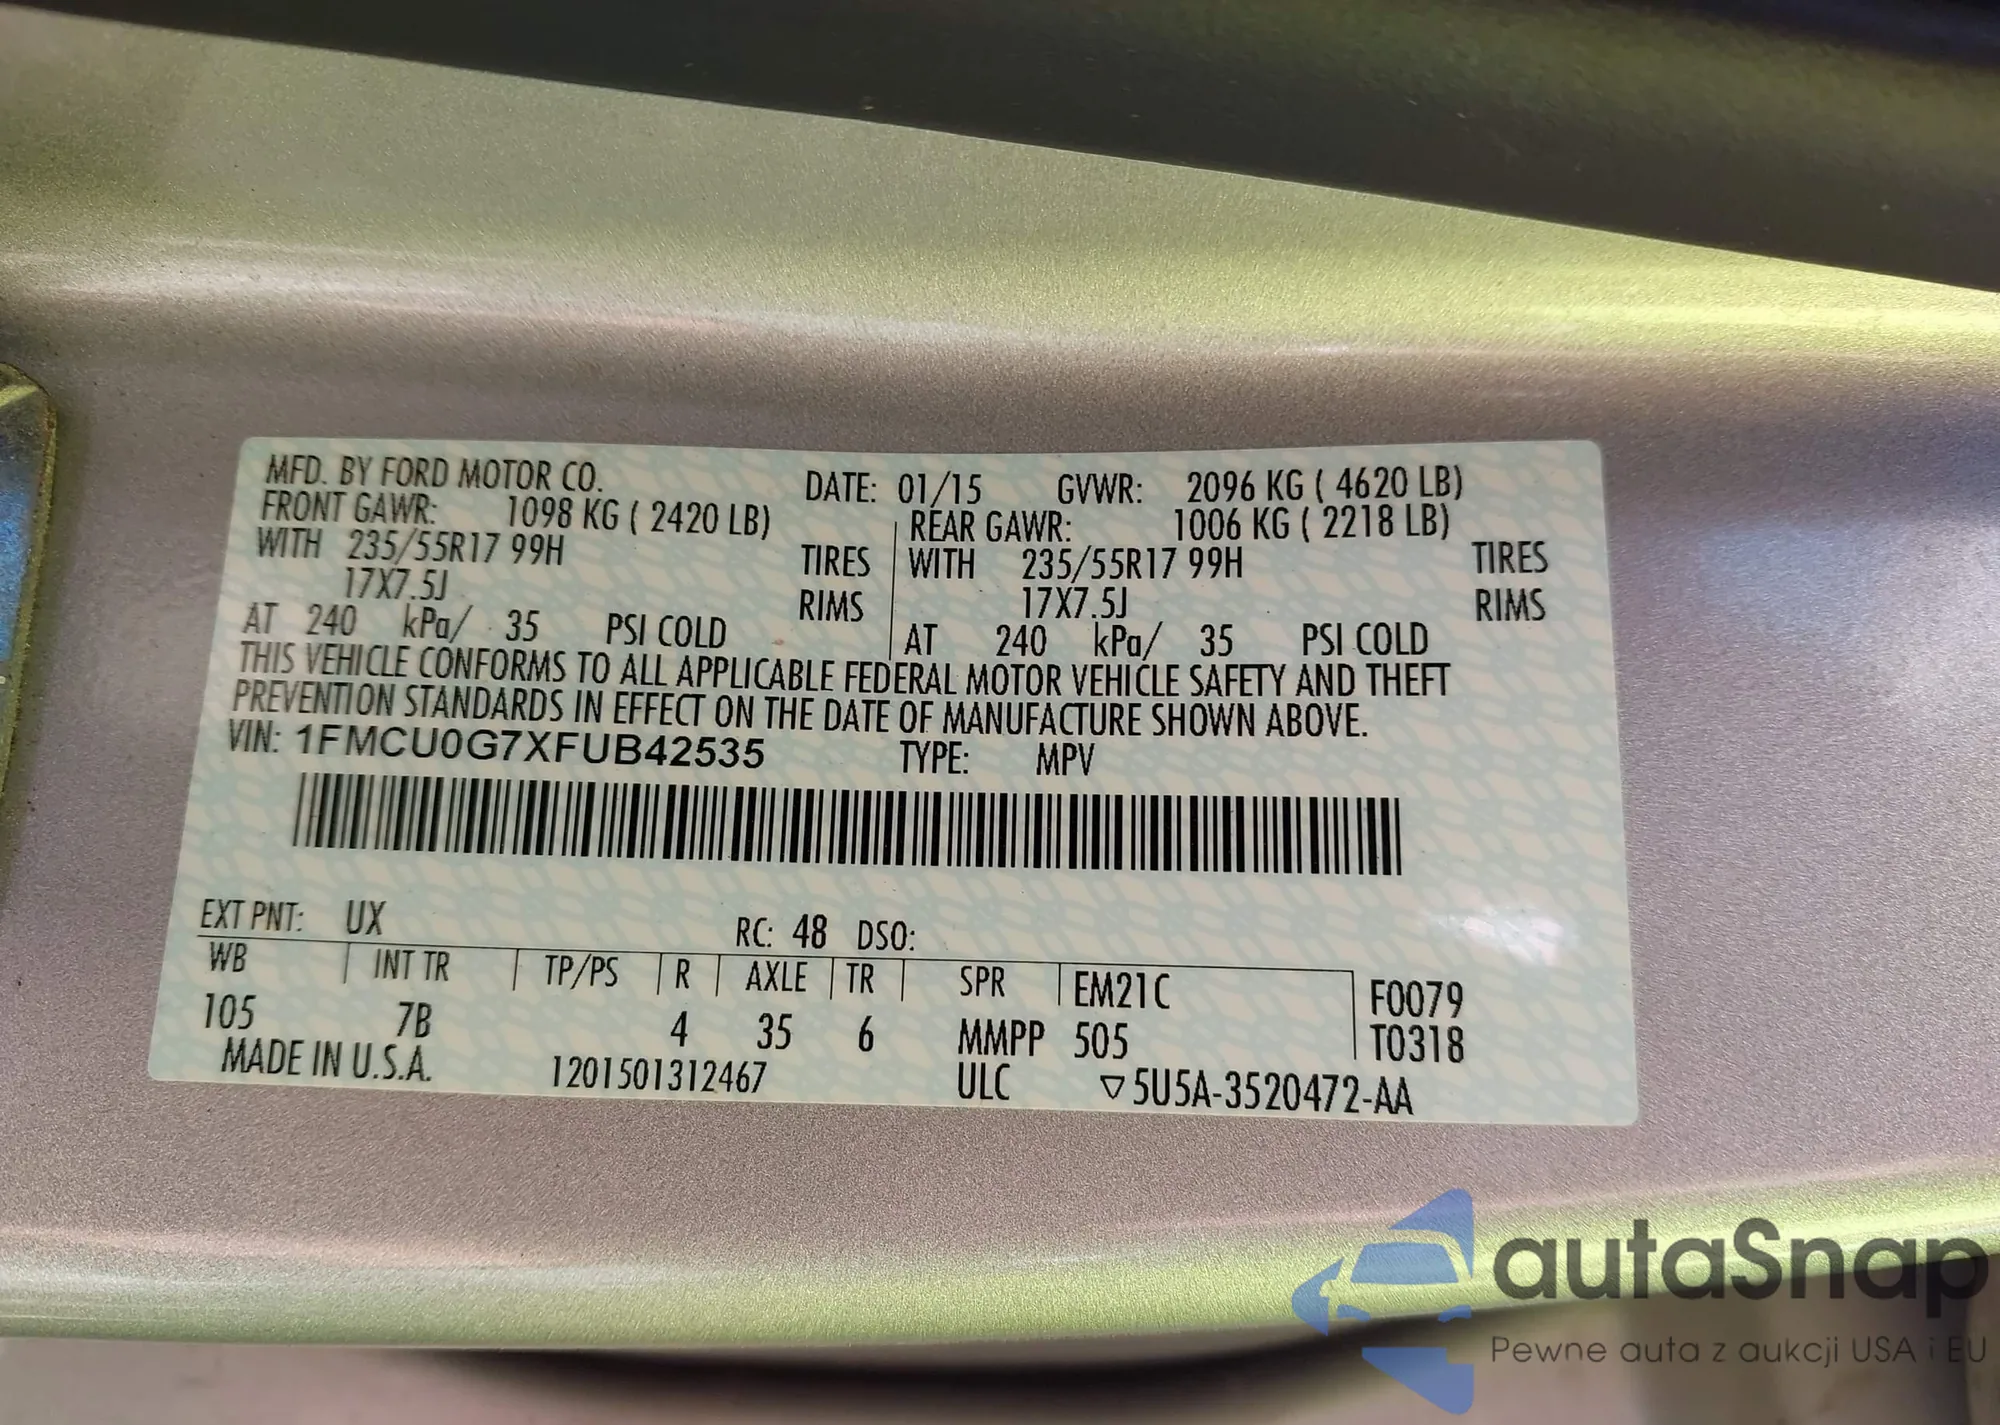 MFD. BY FORD MOTOR CO. DATE: 01/15 GVWR: 2096 KG ( 4620 LB)
FRONT GAWR: 1098 KG ( 2420 LB) REAR GAWR: 1006 KG ( 2218 LB)
WITH 235/55R17 99H TIRES WITH 235/55R17 99H TIRES
17X7.5J RIMS 17X7.5J RIMS
AT 240 kPa/ 35 PSI COLD AT 240 kPa/ 35 PSI COLD
THIS VEHICLE CONFORMS TO ALL APPLICABLE FEDERAL MOTOR VEHICLE SAFETY AND THEFT
PREVENTION STANDARDS IN EFFECT ON THE DATE OF MANUFACTURE SHOWN ABOVE.
VIN: 1FMCU0G7XFUB42535 TYPE: MPV
EXT PNT: UX RC: 48 DSO:
WB INT TR TP/PS R AXLE TR SPR EM21C F0079
105 7B 4 35 6 MMPP 505 T0318
MADE IN U.S.A. 1201501312467 ULC ▽5U5A-3520472-AA
autaSnap
Pewne auta z aukcji USA i EU